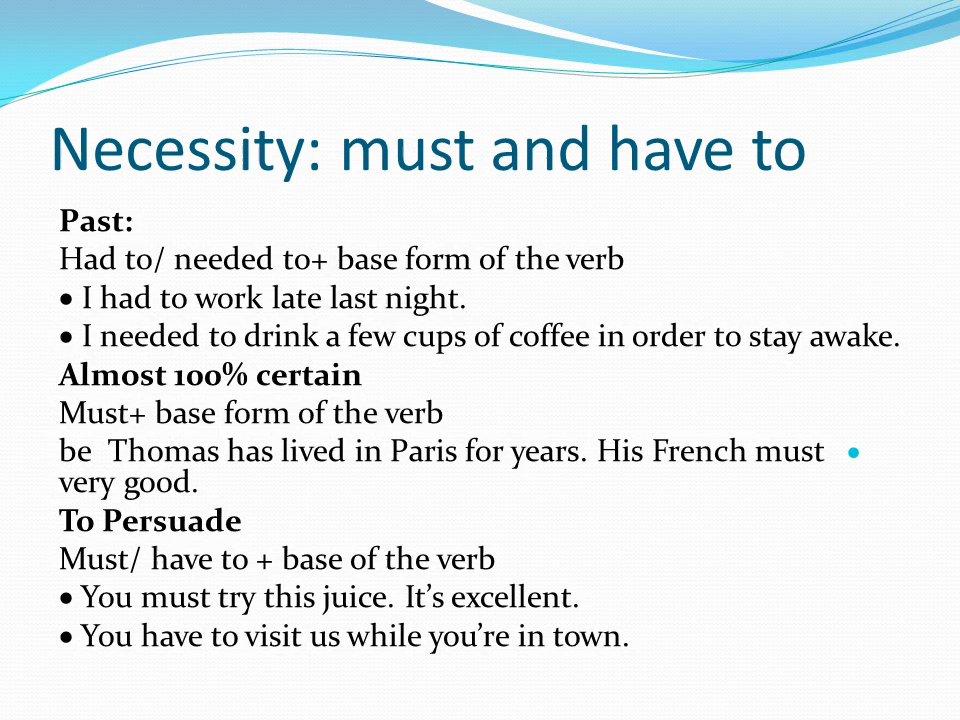 Necessity: must and have to
Past:
Had to/ needed to+ base form of the verb
• I had to work late last night.
• I needed to drink a few cups of coffee in order to stay awake.
Almost 100% certain
Must+ base form of the verb
be  Thomas has lived in Paris for years. His French must •
very good.
To Persuade
Must/ have to + base of the verb
• You must try this juice. It’s excellent.
• You have to visit us while you’re in town.